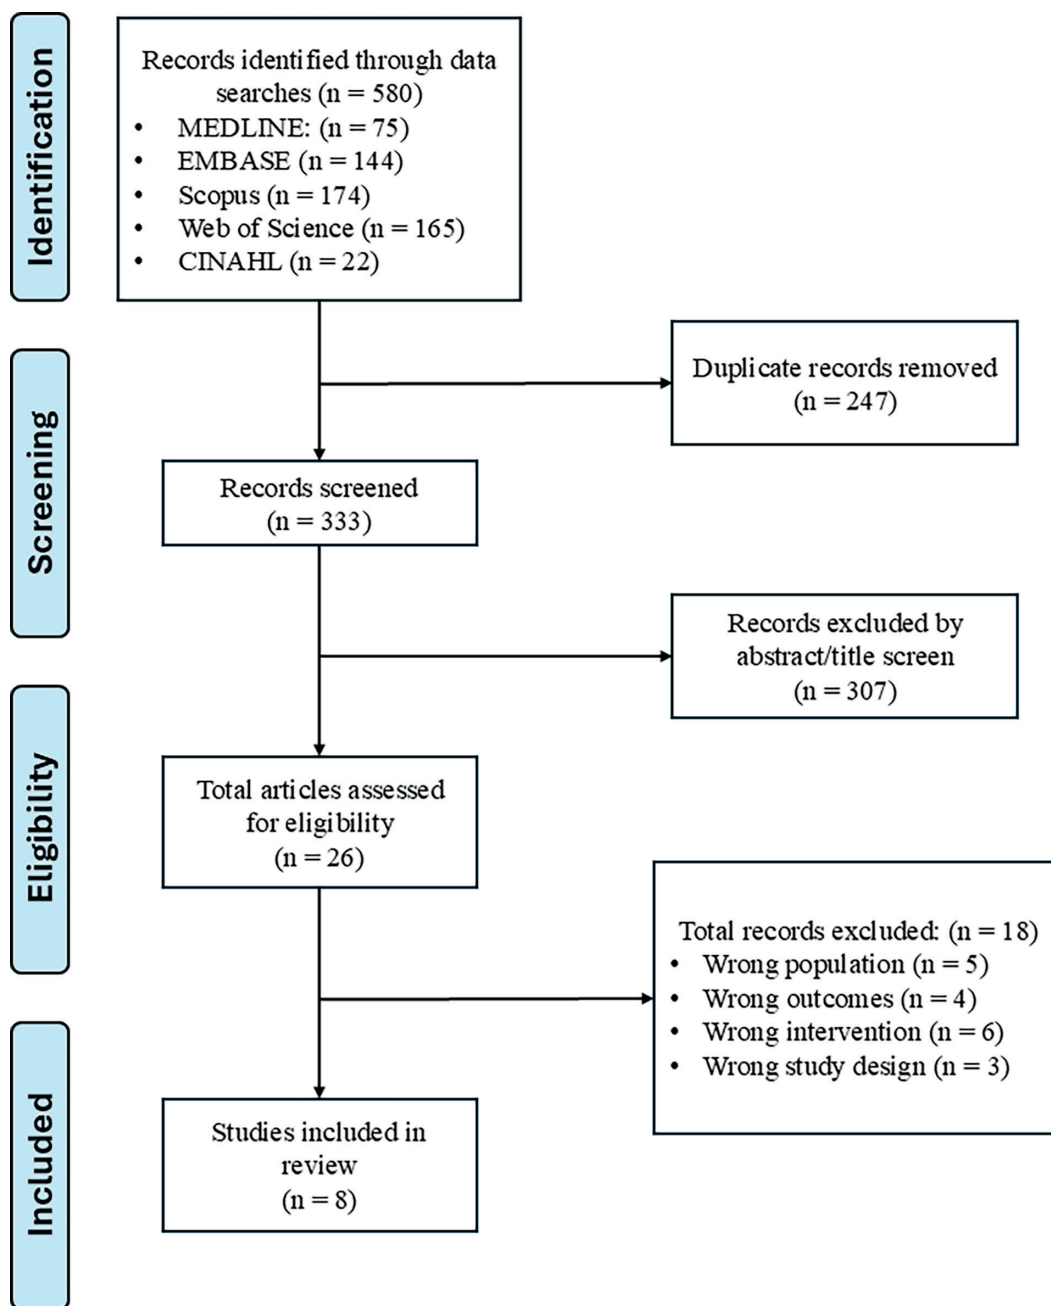 Identification
Records identified through data
searches (n = 580)
• MEDLINE: (n = 75)
• EMBASE (n = 144)
• Scopus (n = 174)
• Web of Science (n = 165)
• CINAHL (n = 22)
Screening
Duplicate records removed
(n = 247)
Records screened
(n = 333)
Records excluded by
abstract/title screen
(n = 307)
Eligibility
Total articles assessed
for eligibility
(n = 26)
Total records excluded: (n = 18)
• Wrong population (n = 5)
• Wrong outcomes (n = 4)
• Wrong intervention (n = 6)
• Wrong study design (n = 3)
Included
Studies included in
review
(n = 8)